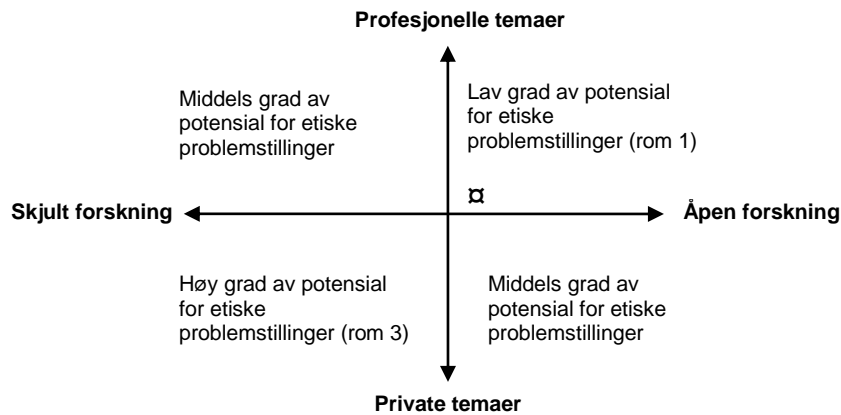 Profesjonelle temaer
Middels grad av
potensial for etiske
problemstillinger
Lav grad av potensial
for etiske
problemstillinger (rom 1)
¤
Skjult forskning
Åpen forskning
Høy grad av potensial
for etiske
problemstillinger (rom 3)
Middels grad av
potensial for etiske
problemstillinger
Private temaer